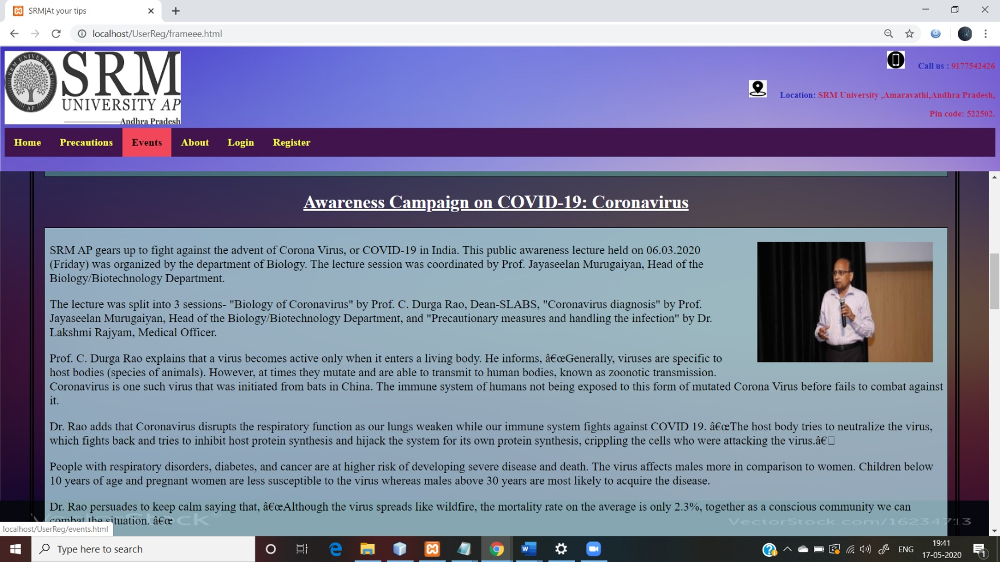 SRM|At your tips
localhost/UserReg/frameee.html
SRM UNIVERSITY
AP
SRM
UNIVERSITY AP
Andhra Pradesh
Call us : 9177542426
Location: SRM University ,Amaravathi,Andhra Pradesh,
Pin code: 522502.
Home Precautions Events About Login Register
Awareness Campaign on COVID-19: Coronavirus
SRM AP gears up to fight against the advent of Corona Virus, or COVID-19 in India. This public awareness lecture held on 06.03.2020
(Friday) was organized by the department of Biology. The lecture session was coordinated by Prof. Jayaseelan Murugaiyan, Head of the
Biology/Biotechnology Department.
The lecture was split into 3 sessions- "Biology of Coronavirus" by Prof. C. Durga Rao, Dean-SLABS, "Coronavirus diagnosis" by Prof.
Jayaseelan Murugaiyan, Head of the Biology/Biotechnology Department, and "Precautionary measures and handling the infection" by Dr.
Lakshmi Rajyam, Medical Officer.
Prof. C. Durga Rao explains that a virus becomes active only when it enters a living body. He informs, â€œGenerally, viruses are specific to
host bodies (species of animals). However, at times they mutate and are able to transmit to human bodies, known as zoonotic transmission.
Coronavirus is one such virus that was initiated from bats in China. The immune system of humans not being exposed to this form of mutated Corona Virus before fails to combat against
it.
Dr. Rao adds that Coronavirus disrupts the respiratory function as our lungs weaken while our immune system fights against COVID 19. â€œThe host body tries to neutralize the virus,
which fights back and tries to inhibit host protein synthesis and hijack the system for its own protein synthesis, crippling the cells who were attacking the virus.â€□
People with respiratory disorders, diabetes, and cancer are at higher risk of developing severe disease and death. The virus affects males more in comparison to women. Children below
10 years of age and pregnant women are less susceptible to the virus whereas males above 30 years are most likely to acquire the disease.
Dr. Rao persuades to keep calm saying that, â€œAlthough the virus spreads like wildfire, the mortality rate on the average is only 2.3%, together as a conscious community we can
combat the situation. â€œ
VectorStock®
VectorStock.com/16234713
localhost/UserReg/events.html
Type here to search
ENG
19:41
17-05-2020
1